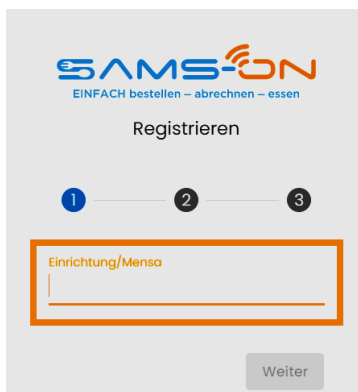 SAMS-ON
EINFACH bestellen – abrechnen – essen
Registrieren
1 2 3
Einrichtung/Mensa
Weiter